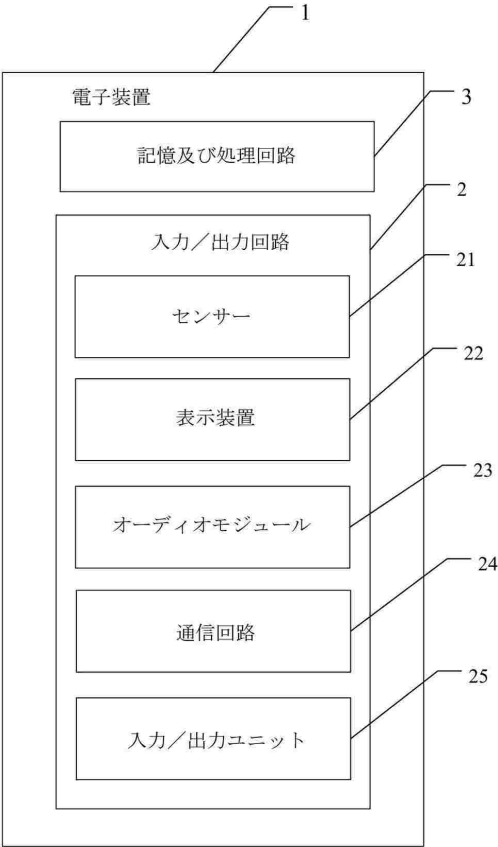 1
電子装置
3
記憶及び処理回路
2
入力／出力回路
21
センサー
22
表示装置
23
オーディオモジュール
24
通信回路
25
入力／出力ユニット